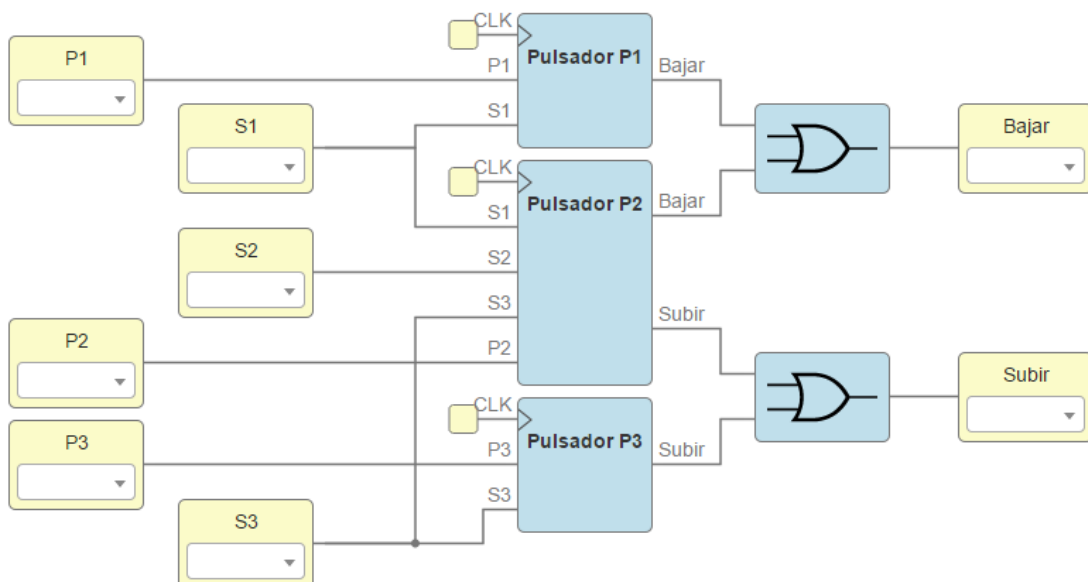 CLK
P1
P1
S1
Pulsador P1
Bajar
S1
CLK
S1
S2
S3
P2
Pulsador P2
Bajar
Subir
Bajar
S2
P2
P3
CLK
P3
S3
Pulsador P3
Subir
Subir
S3